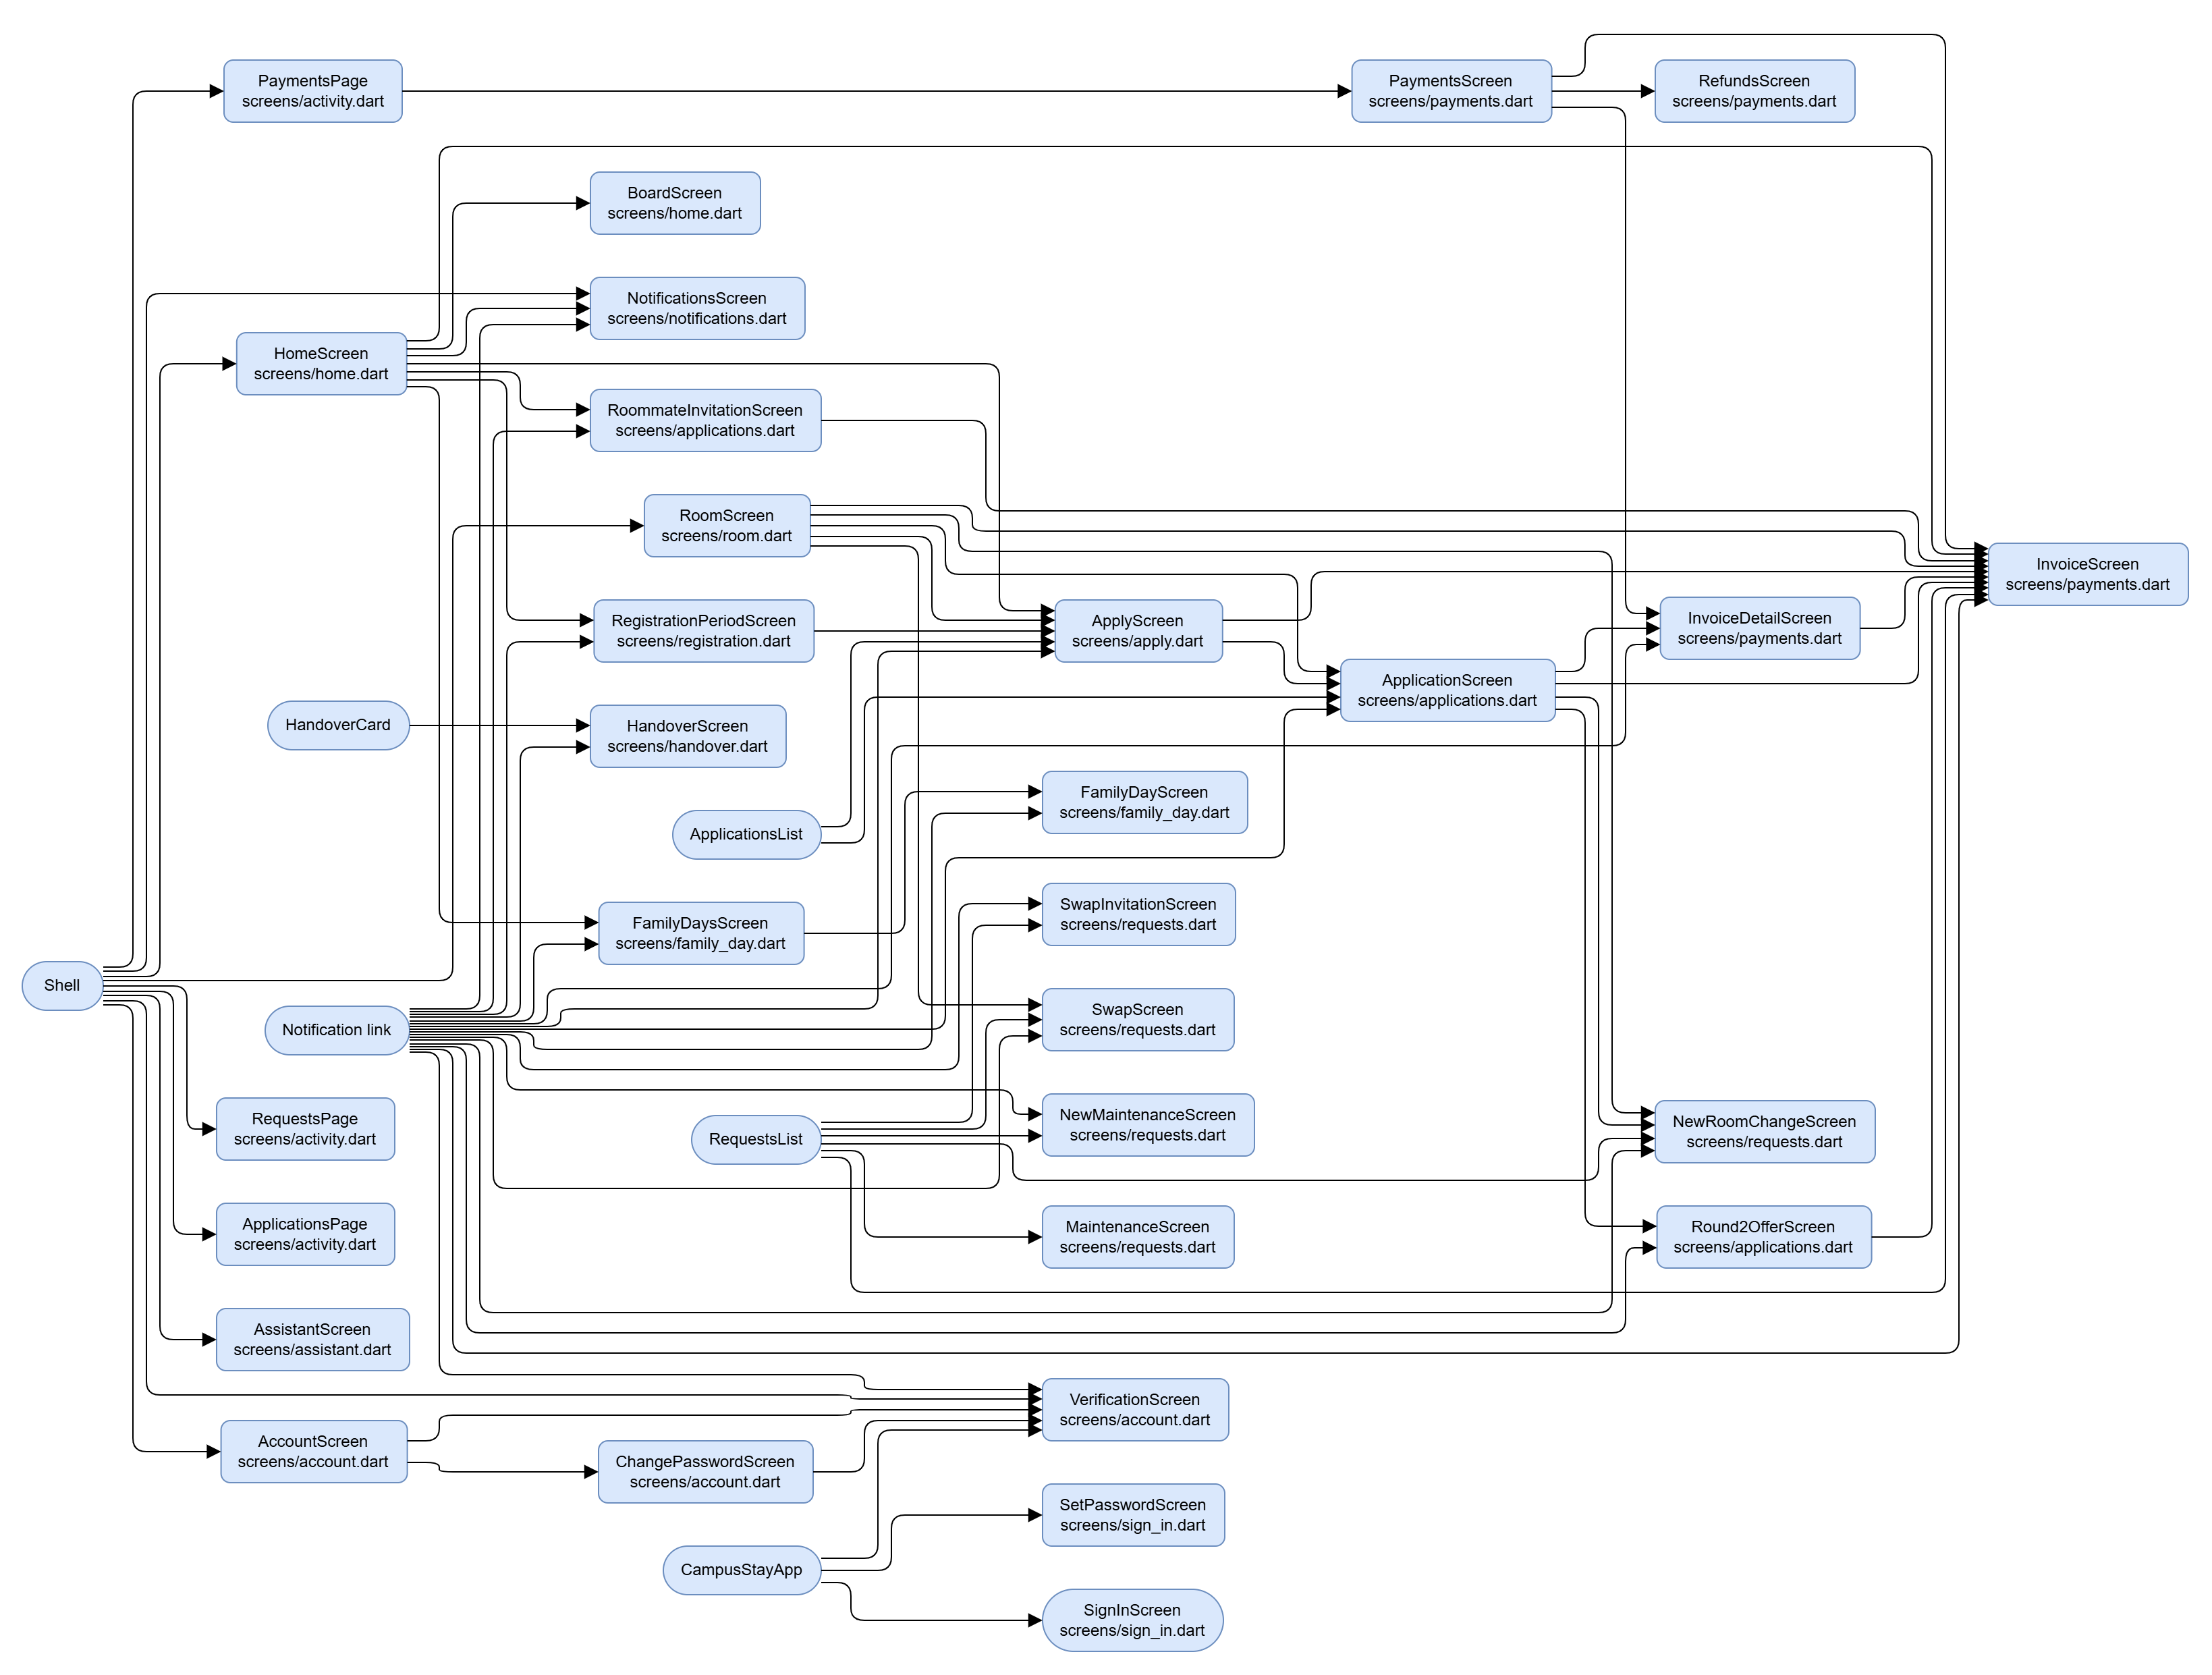 PaymentsPage
screens/activity.dart
PaymentsScreen
screens/payments.dart
RefundsScreen
screens/payments.dart
BoardScreen
screens/home.dart
NotificationsScreen
screens/notifications.dart
HomeScreen
screens/home.dart
RoommateInvitationScreen
screens/applications.dart
RoomScreen
screens/room.dart
InvoiceScreen
screens/payments.dart
RegistrationPeriodScreen
screens/registration.dart
ApplyScreen
screens/apply.dart
InvoiceDetailScreen
screens/payments.dart
ApplicationScreen
screens/applications.dart
HandoverCard
HandoverScreen
screens/handover.dart
FamilyDayScreen
screens/family_day.dart
ApplicationsList
SwapInvitationScreen
screens/requests.dart
FamilyDaysScreen
screens/family_day.dart
Shell
Notification link
SwapScreen
screens/requests.dart
RequestsPage
screens/activity.dart
RequestsList
NewMaintenanceScreen
screens/requests.dart
NewRoomChangeScreen
screens/requests.dart
ApplicationsPage
screens/activity.dart
MaintenanceScreen
screens/requests.dart
Round2OfferScreen
screens/applications.dart
AssistantScreen
screens/assistant.dart
VerificationScreen
screens/account.dart
AccountScreen
screens/account.dart
ChangePasswordScreen
screens/account.dart
SetPasswordScreen
screens/sign_in.dart
CampusStayApp
SignInScreen
screens/sign_in.dart